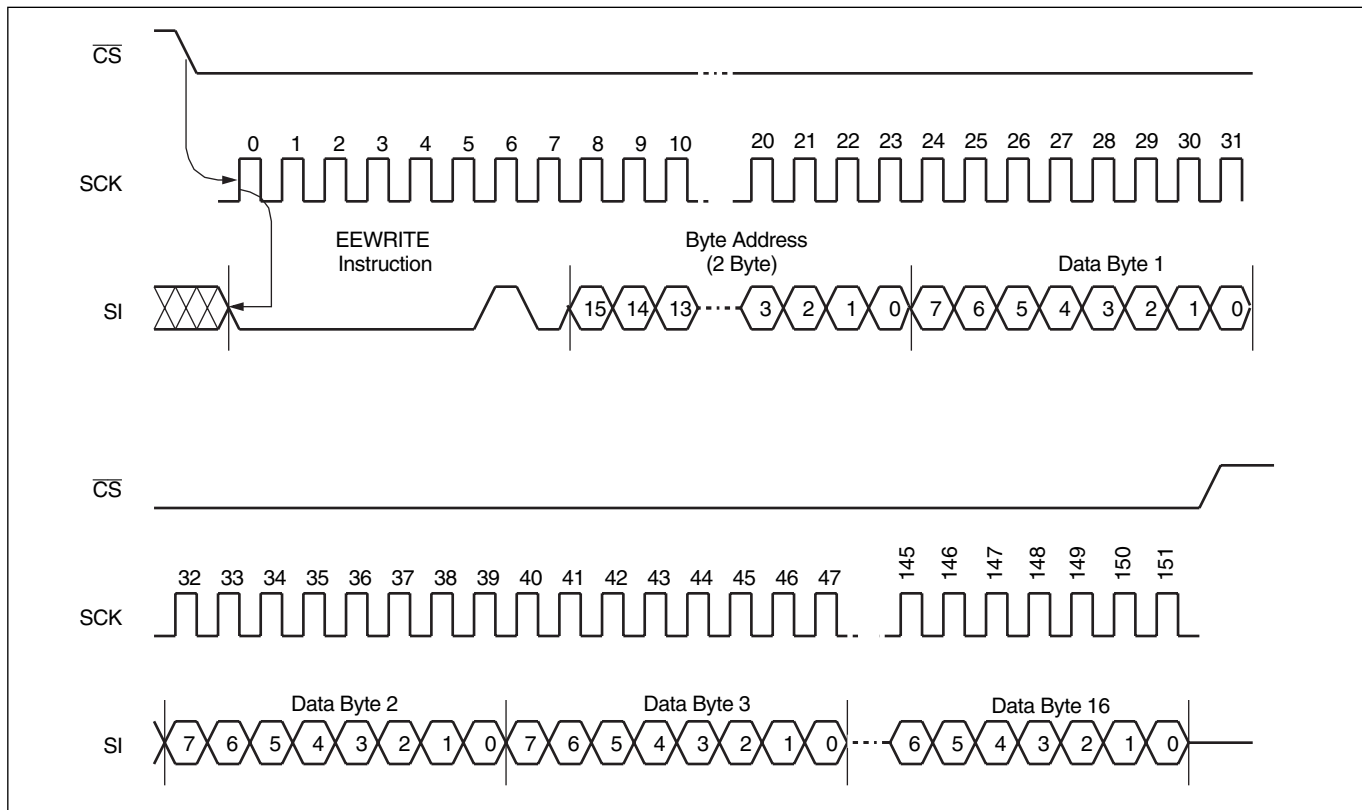 CS
0 1 2 3 4 5 6 7 8 9 10 20 21 22 23 24 25 26 27 28 29 30 31
SCK
EEWRITE
Instruction
Byte Address
(2 Byte)
Data Byte 1
SI
15 14 13 3 2 1 0 7 6 5 4 3 2 1 0
CS
32 33 34 35 36 37 38 39 40 41 42 43 44 45 46 47 145 146 147 148 149 150 151
SCK
Data Byte 2 Data Byte 3 Data Byte 16
SI
7 6 5 4 3 2 1 0 7 6 5 4 3 2 1 0 6 5 4 3 2 1 0